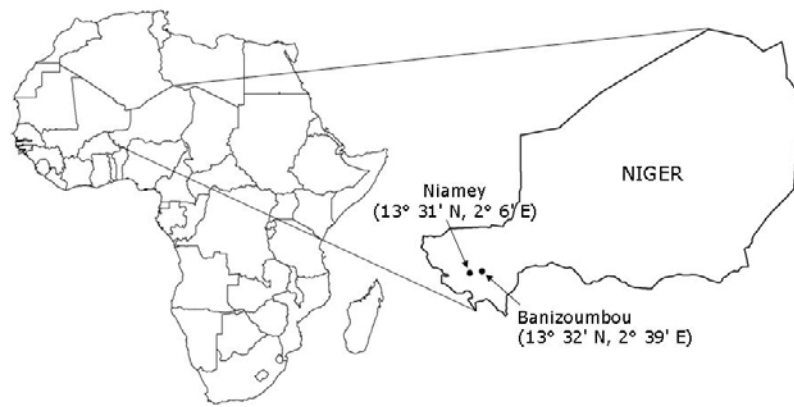 NIGER
Niamey
(13° 31' N, 2° 6' E)
Banizoumbou
(13° 32' N, 2° 39' E)